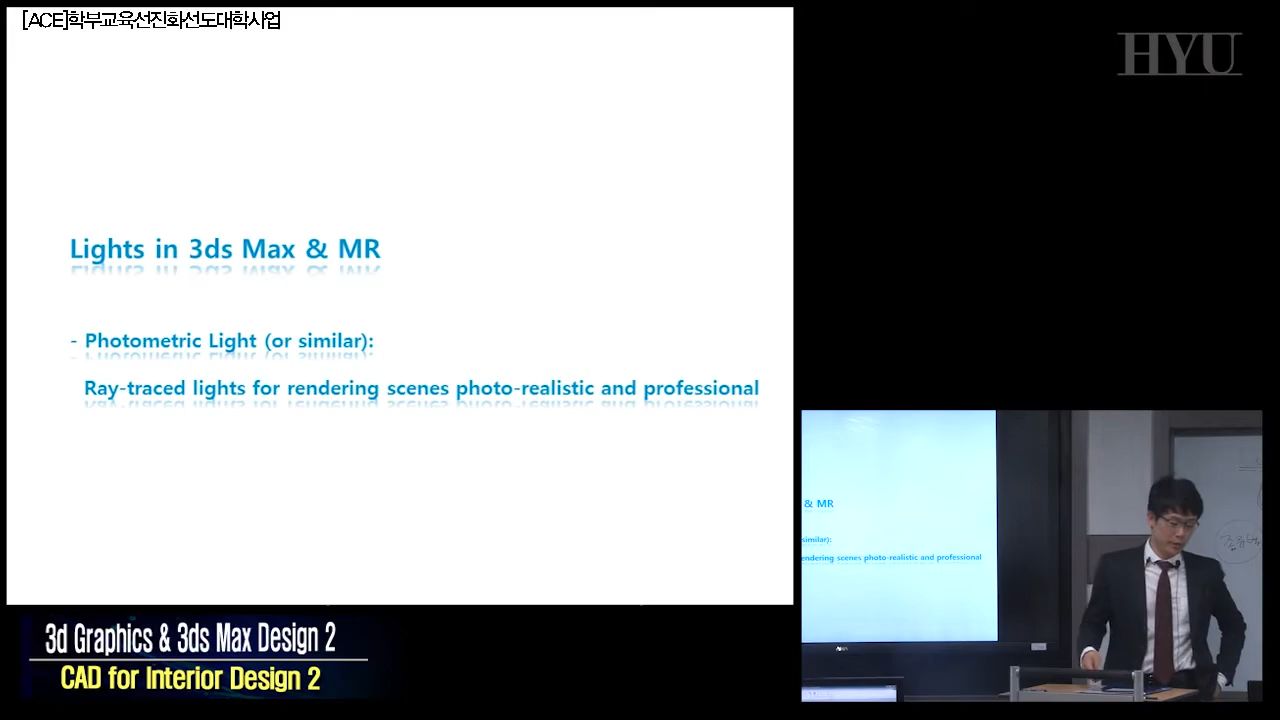 [ACE]학부교육선진화선도대학사업
HYU
Lights in 3ds Max & MR
- Photometric Light (or similar):
Ray-traced lights for rendering scenes photo-realistic and professional
& MR
similar):
rendering scenes photo-realistic and professional
3d Graphics & 3ds Max Design 2
CAD for Interior Design 2